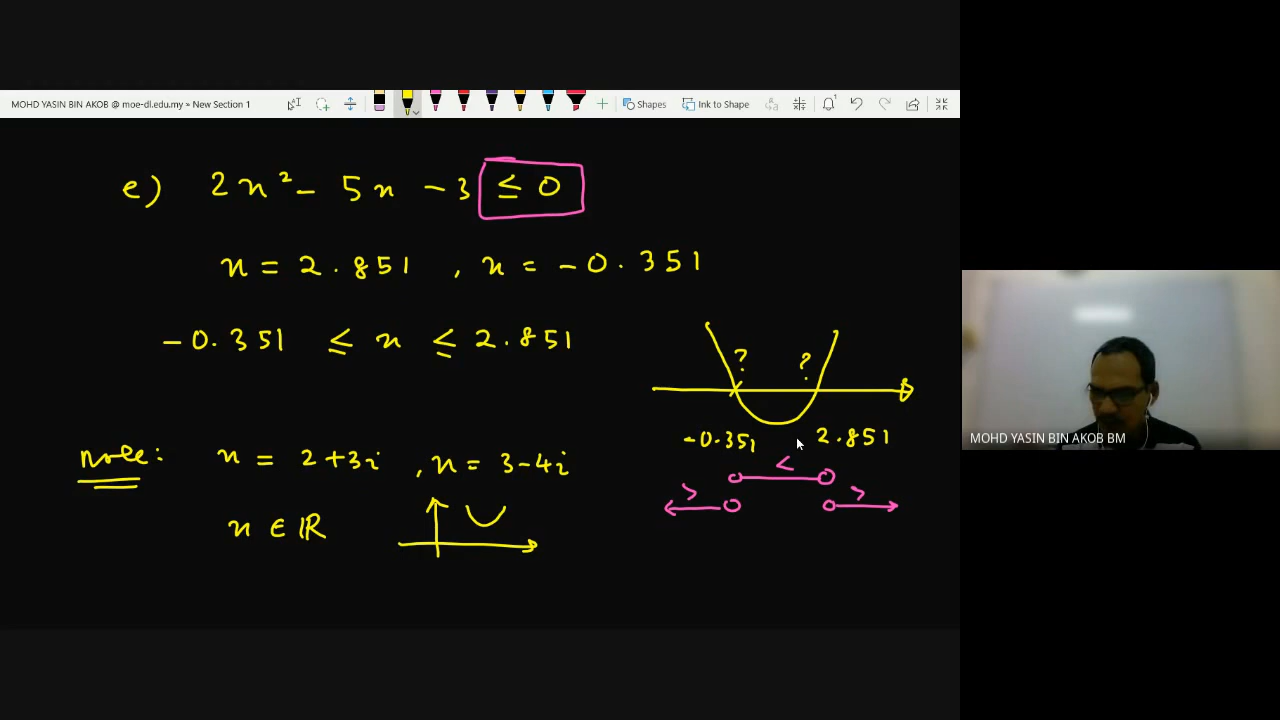 MOHD YASIN BIN AKOB @ moe-dl.edu.my » New Section 1
Shapes
Ink to Shape
e) 2x² - 5x - 3 ≤ 0
x = 2.851 , x = -0.351
-0.351 ≤ x ≤ 2.851
? ?
-0.351 2.851
<
> >
Note: x = 2+3i , x = 3-4i
x ∈ ℝ
MOHD YASIN BIN AKOB BM